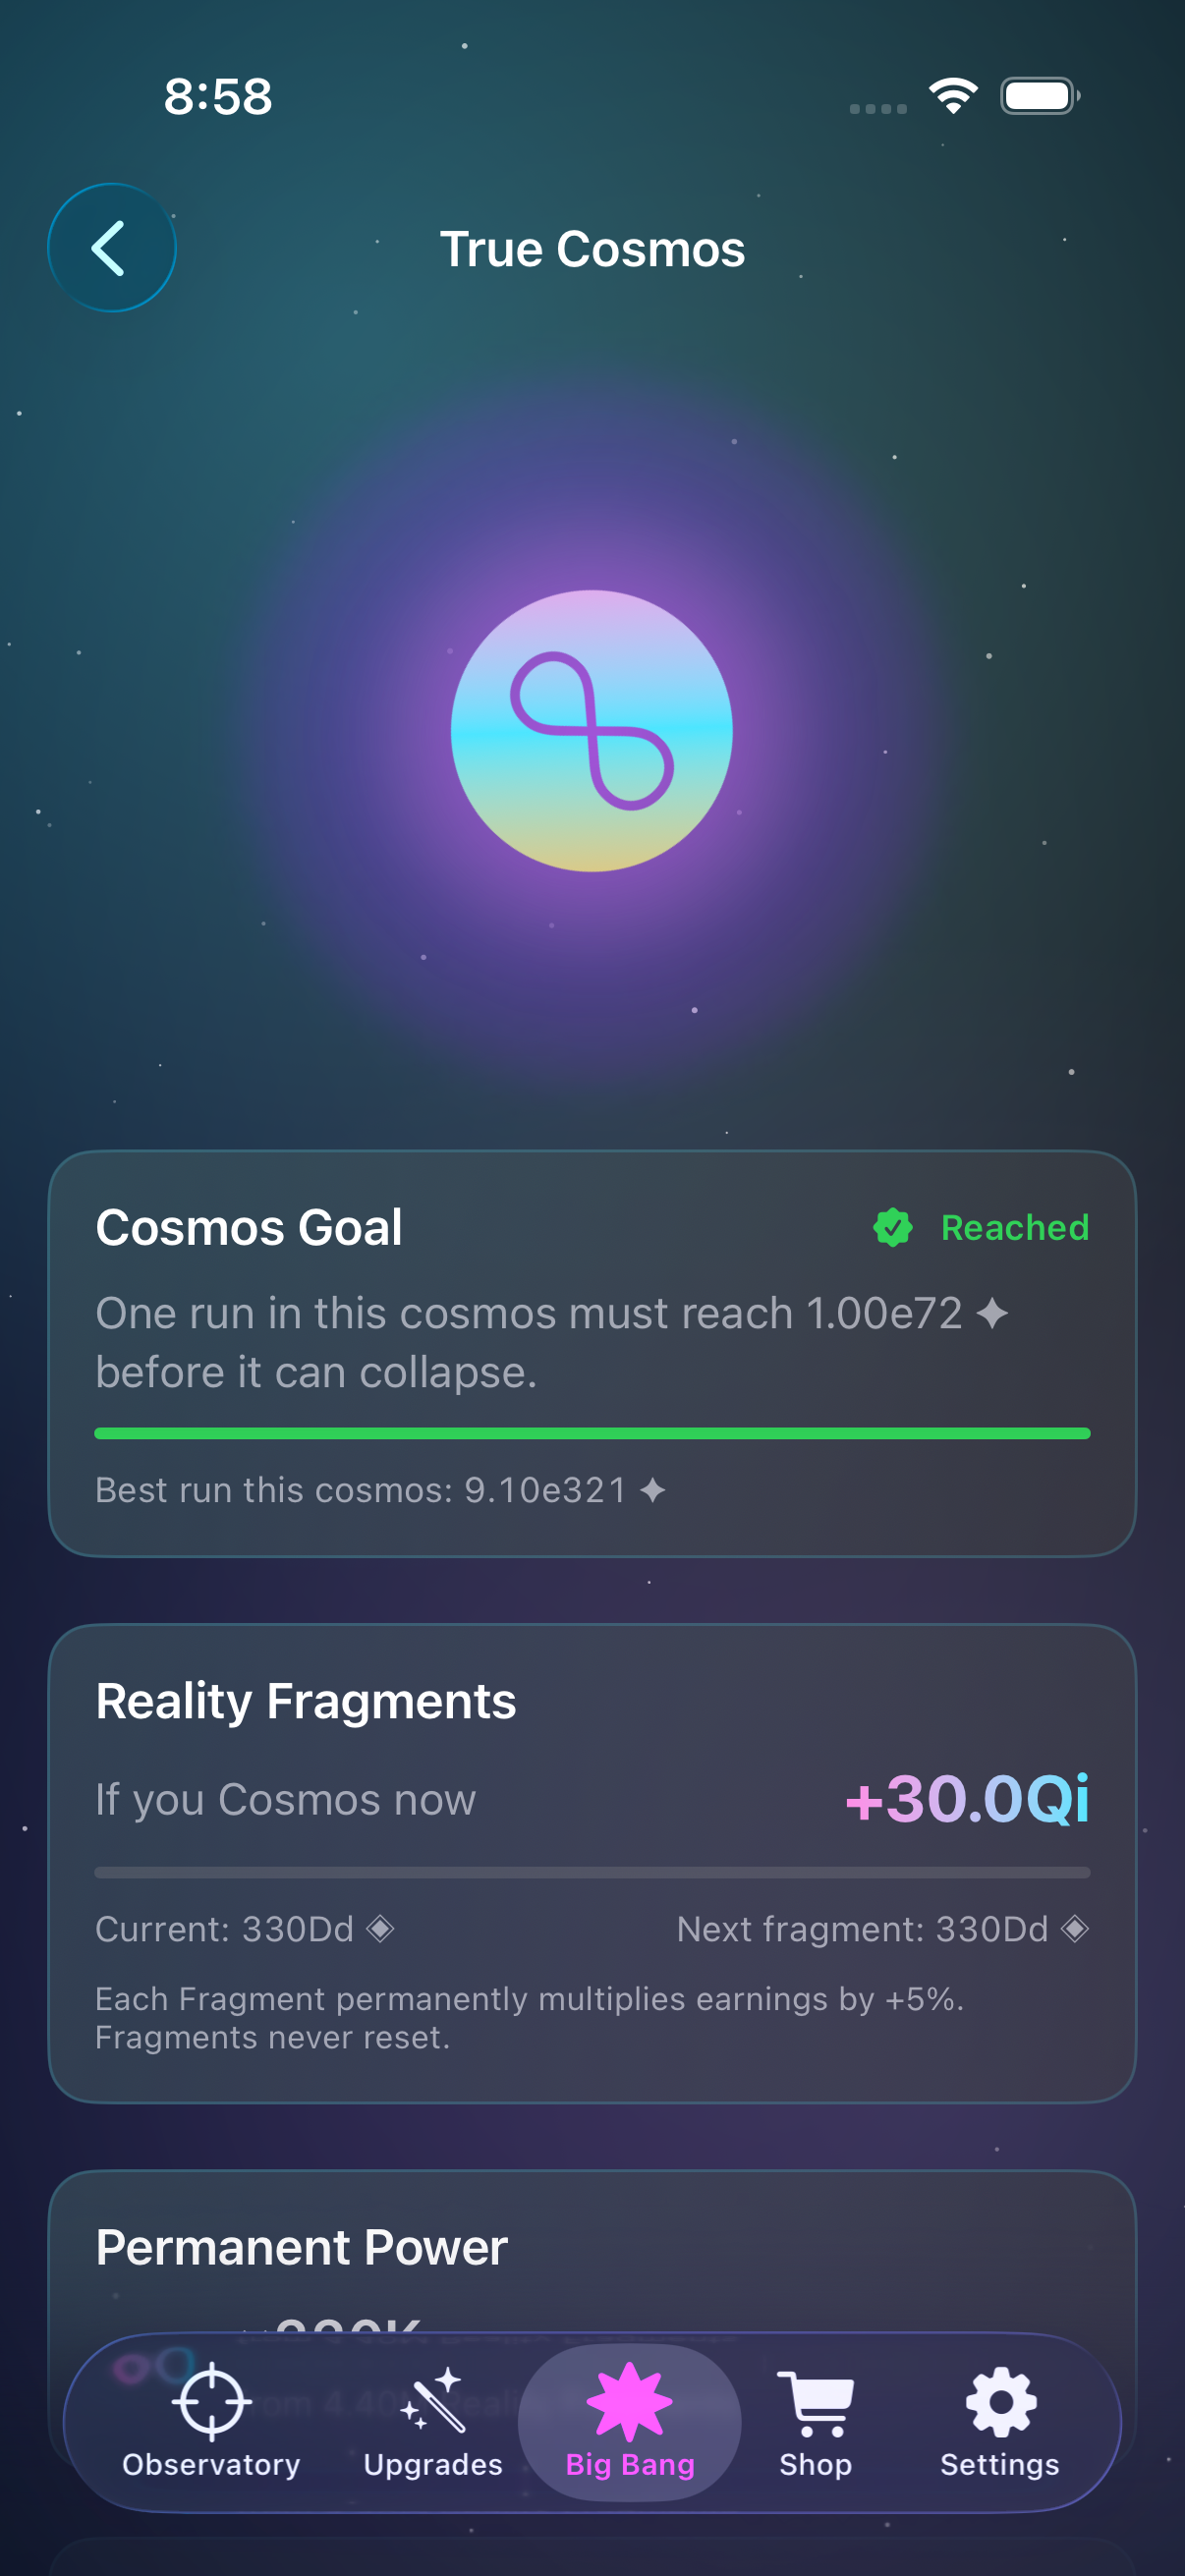 8:58
True Cosmos
Cosmos Goal
Reached
One run in this cosmos must reach 1.00e72 ✦
before it can collapse.
Best run this cosmos: 9.10e321 ✦
Reality Fragments
If you Cosmos now
+30.0Qi
Current: 330Dd ◈
Next fragment: 330Dd ◈
Each Fragment permanently multiplies earnings by +5%.
Fragments never reset.
Permanent Power
Observatory
Upgrades
Big Bang
Shop
Settings